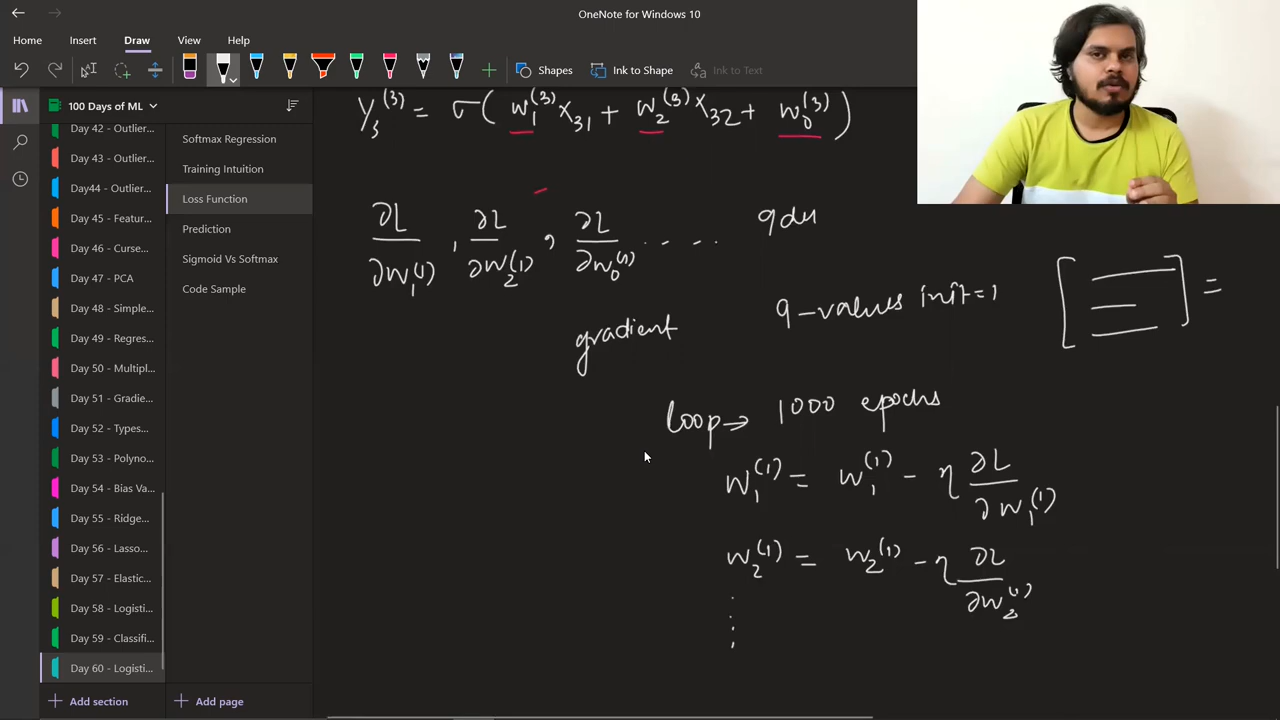 OneNote for Windows 10
Home Insert Draw View Help
Shapes Ink to Shape Ink to Text
100 Days of ML
Day 42 - Outlier...
Day 43 - Outlier...
Day44 - Outlier...
Day 45 - Featur...
Day 46 - Curse...
Day 47 - PCA
Day 48 - Simple...
Day 49 - Regres...
Day 50 - Multipl...
Day 51 - Gradie...
Day 52 - Types...
Day 53 - Polyno...
Day 54 - Bias Va...
Day 55 - Ridge...
Day 56 - Lasso...
Day 57 - Elastic...
Day 58 - Logisti...
Day 59 - Classifi...
Day 60 - Logisti...
Add section
Softmax Regression
Training Intuition
Loss Function
Prediction
Sigmoid Vs Sigmoid
Code Sample
Add page
y₃⁽³⁾ = σ( w₁⁽³⁾x₃₁ + w₂⁽³⁾x₃₂ + w₀⁽³⁾ )
∂L/∂w₁⁽¹⁾ , ∂L/∂w₂⁽¹⁾ , ∂L/∂w₀⁽¹⁾ ..... 9 der
gradient 9-values init=1 [ ] =
loop→ 1000 epochs
w₁⁽¹⁾ = w₁⁽¹⁾ - η ∂L/∂w₁⁽¹⁾
w₂⁽¹⁾ = w₂⁽¹⁾ - η ∂L/∂w₂⁽¹⁾